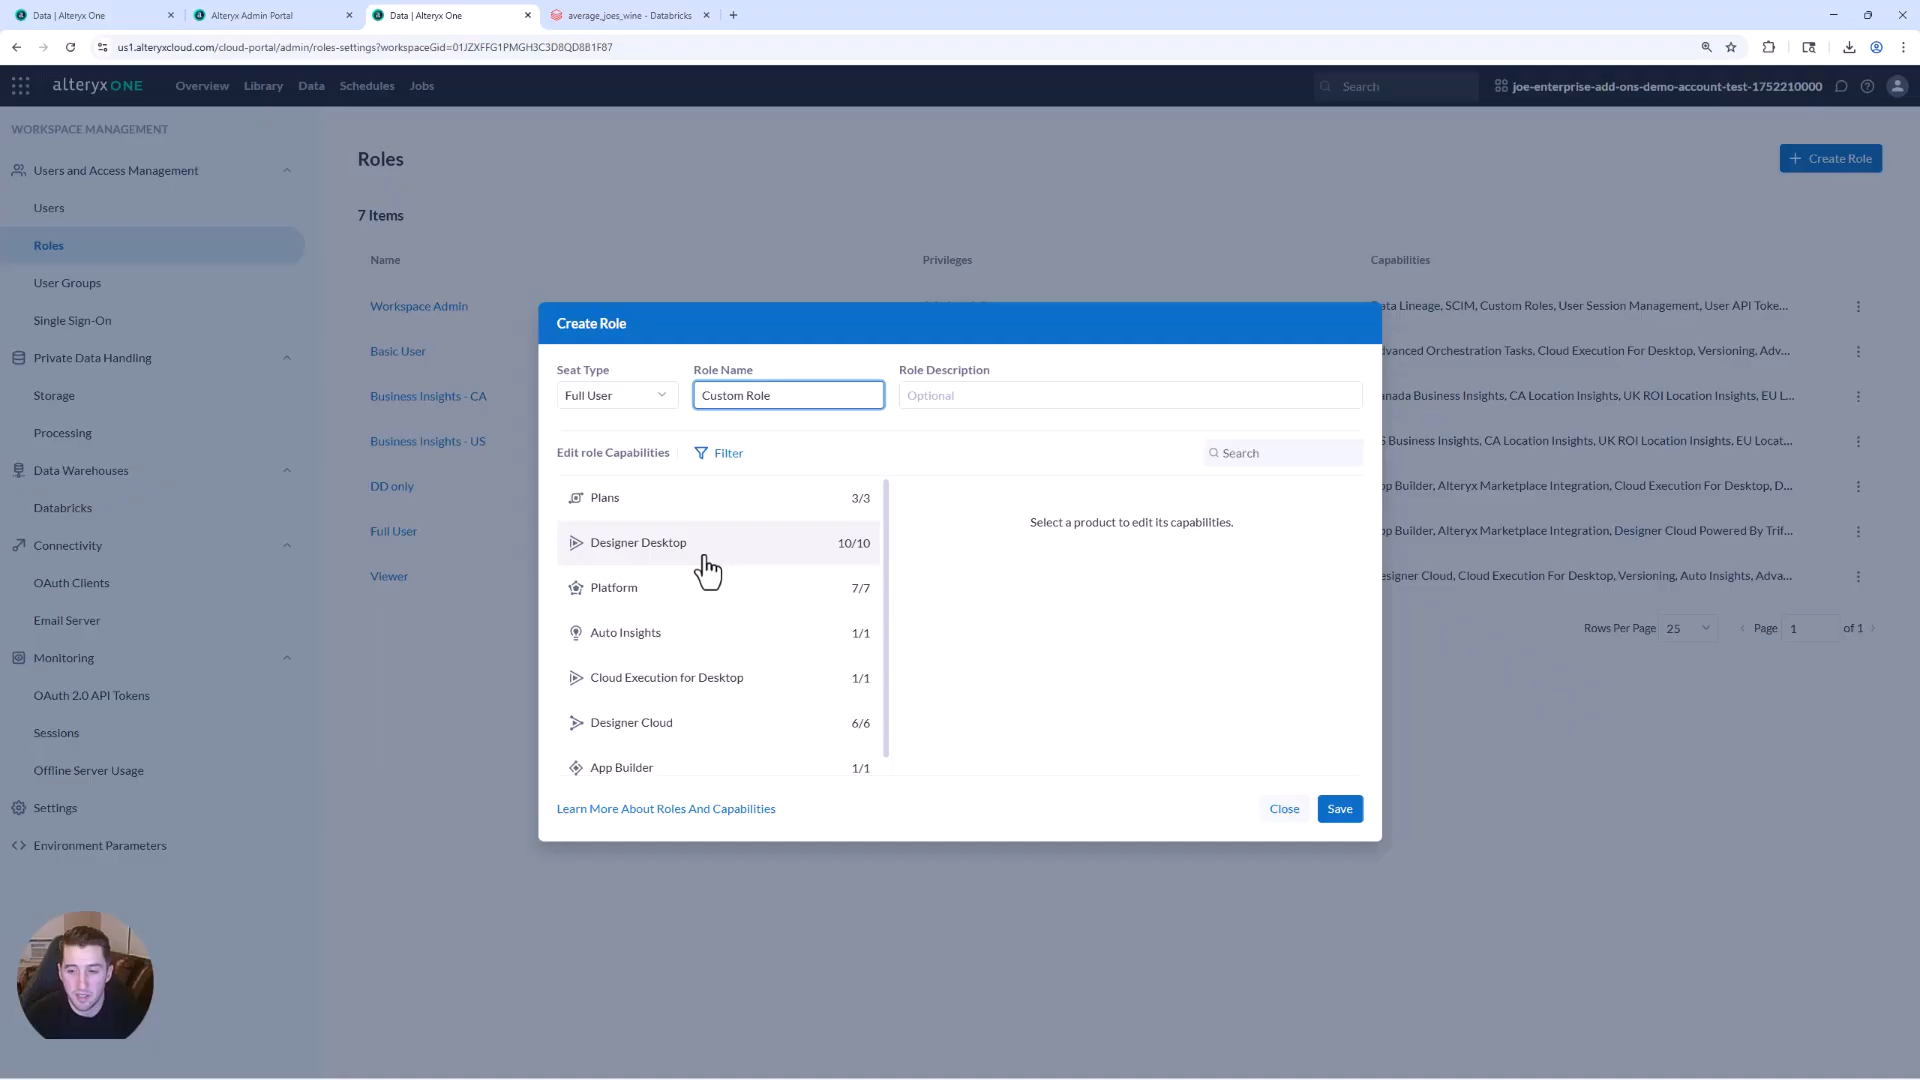 Data | Alteryx One
Alteryx Admin Portal
Data | Alteryx One
average_joes_wine - Databricks
us1.alteryxcloud.com/cloud-portal/admin/roles-settings?workspaceGid=01JZXFFG1PMGH3C3D8QD8B1F87
alteryx ONE
Overview
Library
Data
Schedules
Jobs
Search
joe-enterprise-add-ons-demo-account-test-1752210000
WORKSPACE MANAGEMENT
Users and Access Management
Users
Roles
User Groups
Single Sign-On
Private Data Handling
Storage
Processing
Data Warehouses
Databricks
Connectivity
OAuth Clients
Email Server
Monitoring
OAuth 2.0 API Tokens
Sessions
Offline Server Usage
Settings
Environment Parameters
Roles
Create Role
7 Items
Name Privileges Capabilities
Workspace Admin
ata Lineage, SCIM, Custom Roles, User Session Management, User API Toke...
Basic User
dvanced Orchestration Tasks, Cloud Execution For Desktop, Versioning, Adv...
Business Insights - CA
anada Business Insights, CA Location Insights, UK ROI Location Insights, EU L...
Business Insights - US
S Business Insights, CA Location Insights, UK ROI Location Insights, EU Locat...
DD only
pp Builder, Alteryx Marketplace Integration, Cloud Execution For Desktop, D...
Full User
pp Builder, Alteryx Marketplace Integration, Designer Cloud Powered By Trif...
Viewer
esigner Cloud, Cloud Execution For Desktop, Versioning, Auto Insights, Adva...
Rows Per Page 25 Page 1 of 1
Create Role
Seat Type Role Name Role Description
Full User Custom Role Optional
Edit role Capabilities Filter Search
Plans 3/3
Designer Desktop 10/10
Platform 7/7
Auto Insights 1/1
Cloud Execution for Desktop 1/1
Designer Cloud 6/6
App Builder 1/1
Select a product to edit its capabilities.
Learn More About Roles And Capabilities
Close
Save